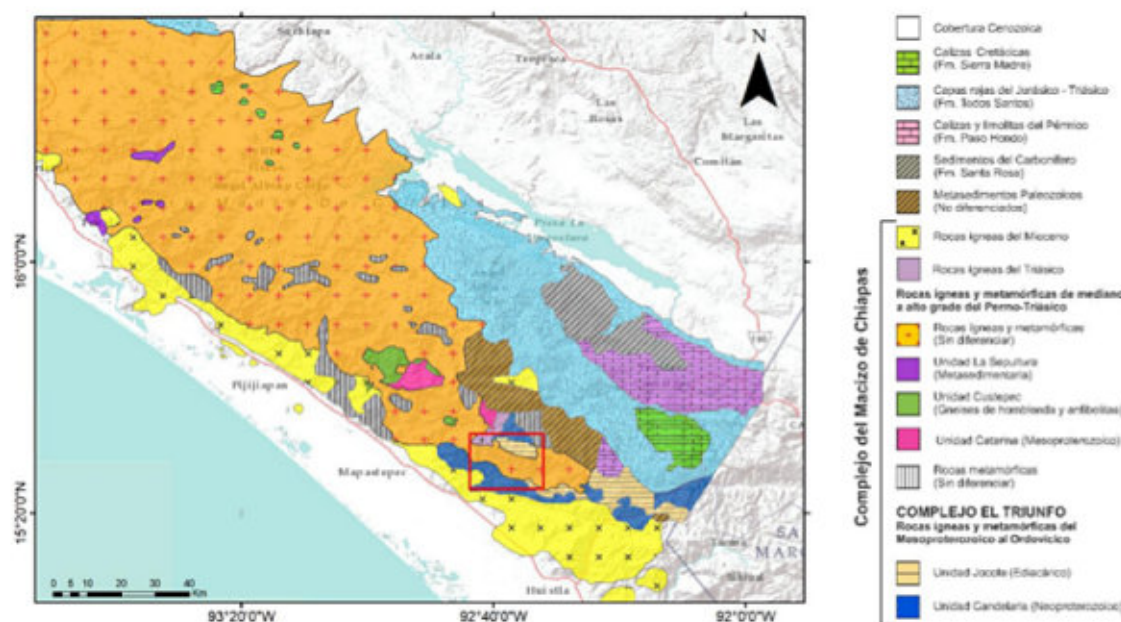 Suchiapa
Acala
Teopisca
Las
Rosas
Las
Margaritas
Comitán
N
16°0'0"N
15°20'0"N
Pijijiapan
Mapastepec
Huixtla
SA
MARCO
0 5 10 20 30 40
Km
93°20'0"W
92°40'0"W
92°0'0"W
Cobertura Cenozoica
Calizas Cretácicas
(Fm. Sierra Madre)
Capas rojas del Jurásico - Triásico
(Fm. Todos Santos)
Calizas y limolitas del Pérmico
(Fm. Paso Hondo)
Sedimentos del Carbonífero
(Fm. Santa Rosa)
Metasedimentos Paleozoicos
(No diferenciados)
Complejo del Macizo de Chiapas
Rocas ígneas del Mioceno
Rocas ígneas del Triásico
Rocas ígneas y metamórficas de mediano
a alto grado del Permo-Triásico
Rocas ígneas y metamórficas
(Sin diferenciar)
Unidad La Sepultura
(Metasedimentaria)
Unidad Custepec
(Gneises de hornblenda y anfibolitas)
Unidad Catarina (Mesoproterozoico)
Rocas metamórficas
(Sin diferenciar)
COMPLEJO EL TRIUNFO
Rocas ígneas y metamórficas del
Mesoproterozoico al Ordovícico
Unidad Jocote (Ediacárico)
Unidad Candelaria (Neoproterozoico)